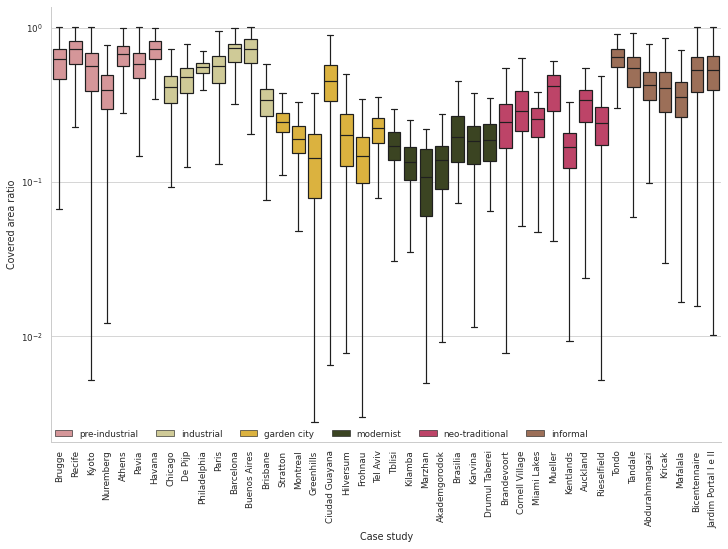 10⁰
10⁻¹
10⁻²
Covered area ratio
pre-industrial
industrial
garden city
modernist
neo-traditional
informal
Brugge
Recife
Kyoto
Nuremberg
Athens
Pavia
Havana
Chicago
De Pijp
Philadelphia
Paris
Barcelona
Buenos Aires
Brisbane
Stratton
Montreal
Greenhills
Ciudad Guayana
Hilversum
Frohnau
Tel Aviv
Tbilisi
Kilamba
Marzhan
Akademgorodok
Brasilia
Karvina
Drumul Taberei
Brandevoort
Cornell Village
Miami Lakes
Mueller
Kentlands
Auckland
Rieselfield
Tondo
Tandale
Abdurahmangazi
Kricak
Mafalala
Bicentennaire
Jardim Portal I e II
Case study